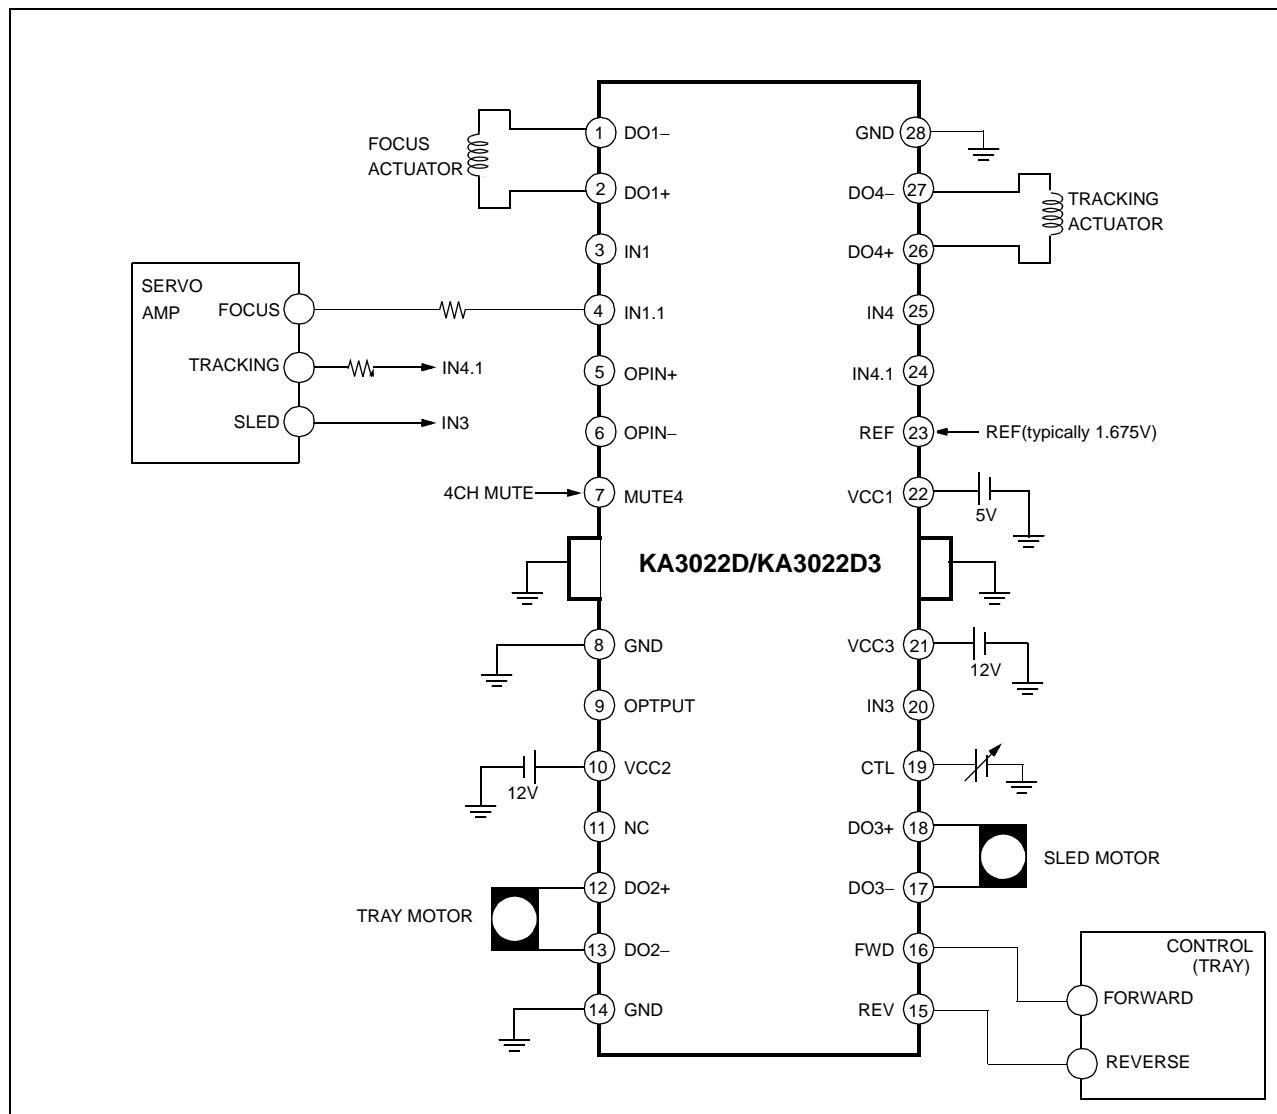 FOCUS
ACTUATOR
1 DO1−
2 DO1+
3 IN1
SERVO
AMP
FOCUS
4 IN1.1
TRACKING
IN4.1
5 OPIN+
SLED
IN3
6 OPIN−
4CH MUTE
7 MUTE4
KA3022D/KA3022D3
8 GND
9 OPTPUT
10 VCC2
12V
11 NC
12 DO2+
TRAY MOTOR
13 DO2−
14 GND
GND 28
DO4− 27
TRACKING
ACTUATOR
DO4+ 26
IN4 25
IN4.1 24
REF 23
REF(typically 1.675V)
VCC1 22
5V
VCC3 21
12V
IN3 20
CTL 19
DO3+ 18
SLED MOTOR
DO3− 17
FWD 16
REV 15
CONTROL
(TRAY)
FORWARD
REVERSE